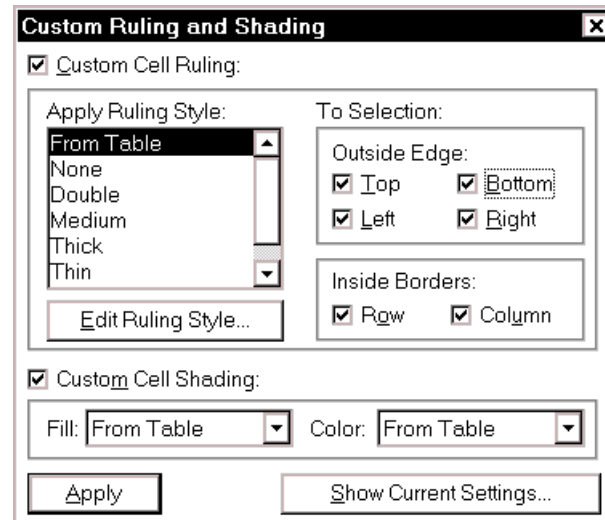 Custom Ruling and Shading
Custom Cell Ruling:
Apply Ruling Style:
From Table
None
Double
Medium
Thick
Thin
Edit Ruling Style...
To Selection:
Outside Edge:
Top Bottom
Left Right
Inside Borders:
Row Column
Custom Cell Shading:
Fill: From Table Color: From Table
Apply Show Current Settings...